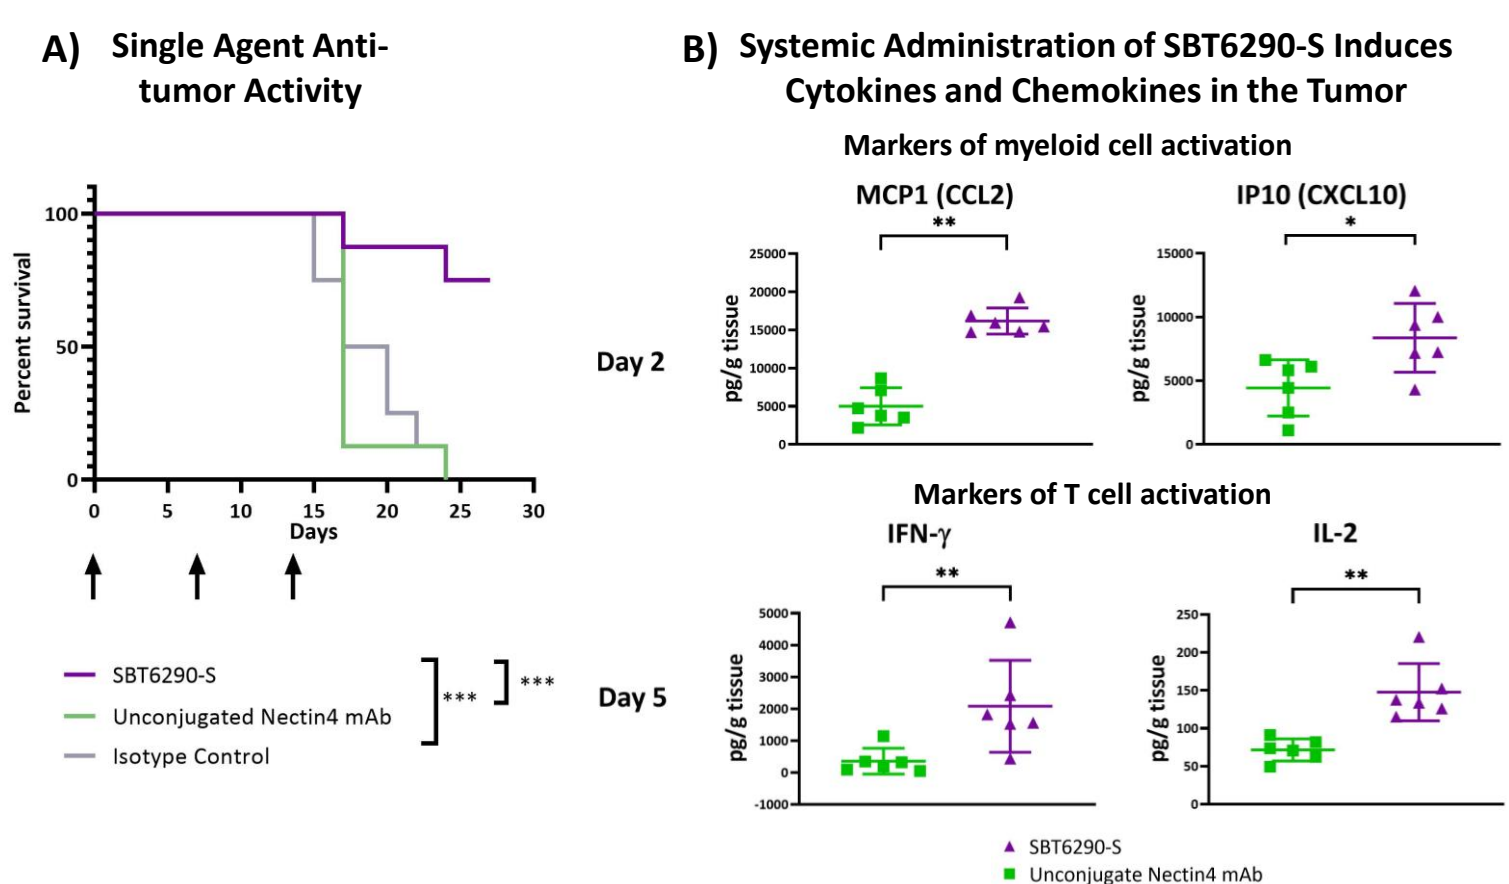 A) Single Agent Anti-
tumor Activity
Percent survival
100
50
0
0 5 10 15 20 25 30
Days
SBT6290-S
Unconjugated Nectin4 mAb
Isotype Control
***
***
B) Systemic Administration of SBT6290-S Induces
Cytokines and Chemokines in the Tumor
Markers of myeloid cell activation
Day 2
MCP1 (CCL2)
**
pg/g tissue
25000
20000
15000
10000
5000
0
IP10 (CXCL10)
*
pg/g tissue
15000
10000
5000
0
Markers of T cell activation
Day 5
IFN-γ
**
pg/g tissue
5000
4000
3000
2000
1000
0
-1000
IL-2
**
pg/g tissue
250
200
150
100
50
0
SBT6290-S
Unconjugate Nectin4 mAb